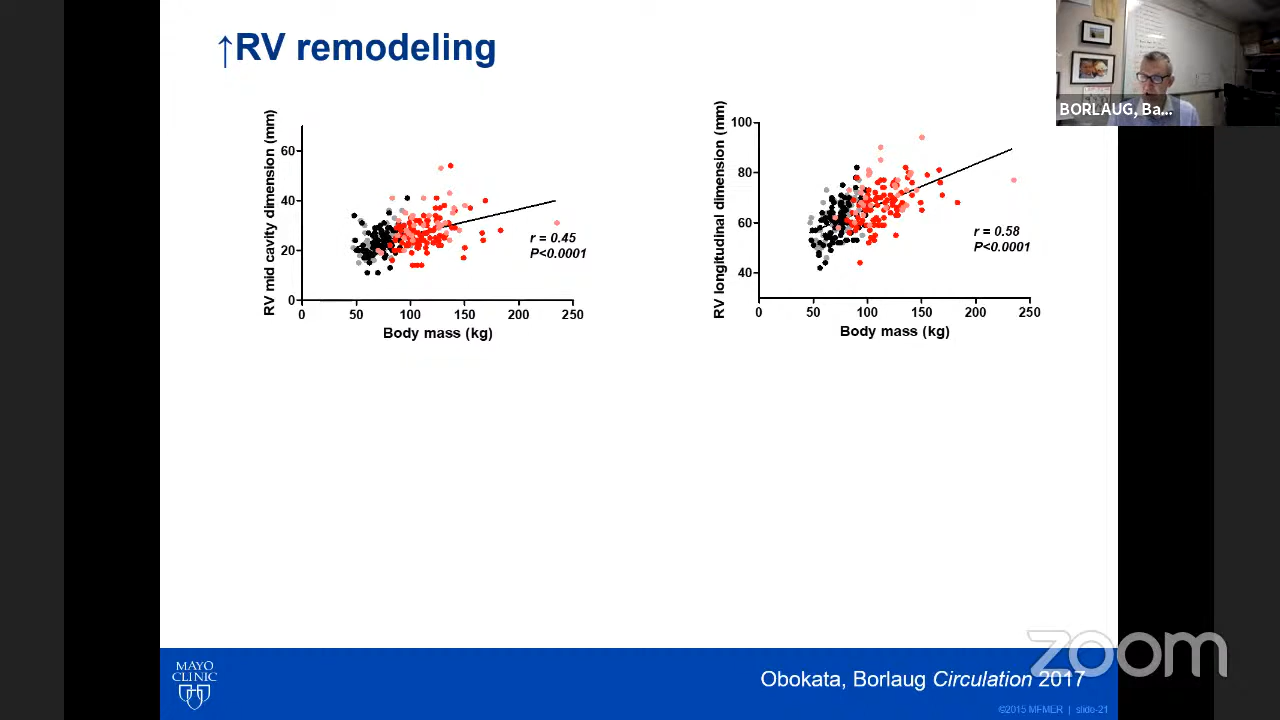 ↑RV remodeling
BORLAUG, Ba...
RV mid cavity dimension (mm)
60
40
20
0
0 50 100 150 200 250
Body mass (kg)
r = 0.45
P<0.0001
RV longitudinal dimension (mm)
100
80
60
40
0 50 100 150 200 250
Body mass (kg)
r = 0.58
P<0.0001
MAYO
CLINIC
Obokata, Borlaug Circulation 2017
©2015 MFMER | slide-21
zoom